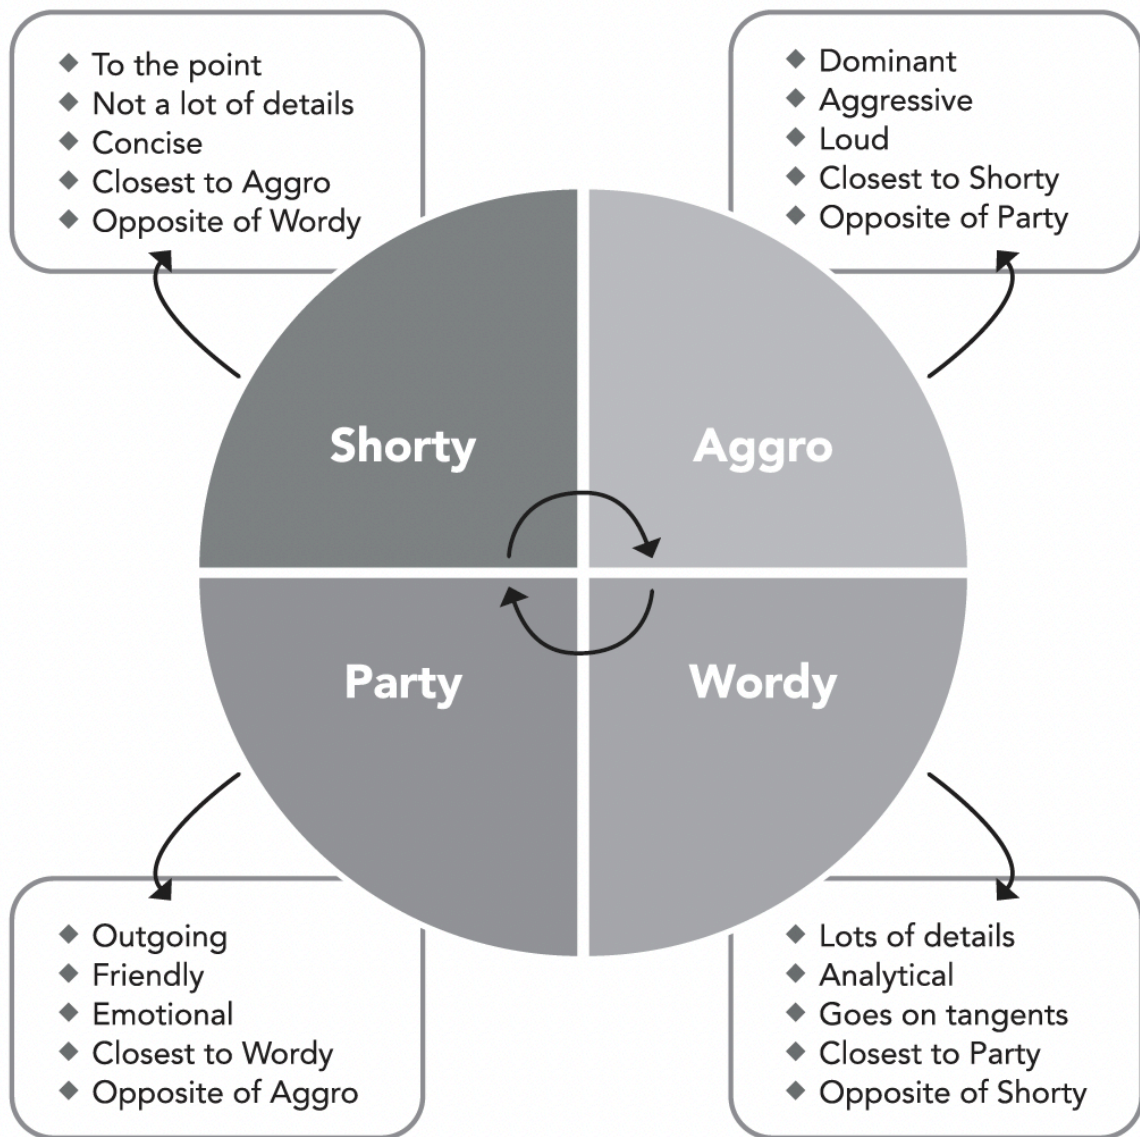 ◆ To the point
◆ Not a lot of details
◆ Concise
◆ Closest to Aggro
◆ Opposite of Wordy
◆ Dominant
◆ Aggressive
◆ Loud
◆ Closest to Shorty
◆ Opposite of Party
Shorty
Aggro
Party
Wordy
◆ Outgoing
◆ Friendly
◆ Emotional
◆ Closest to Wordy
◆ Opposite of Aggro
◆ Lots of details
◆ Analytical
◆ Goes on tangents
◆ Closest to Party
◆ Opposite of Shorty